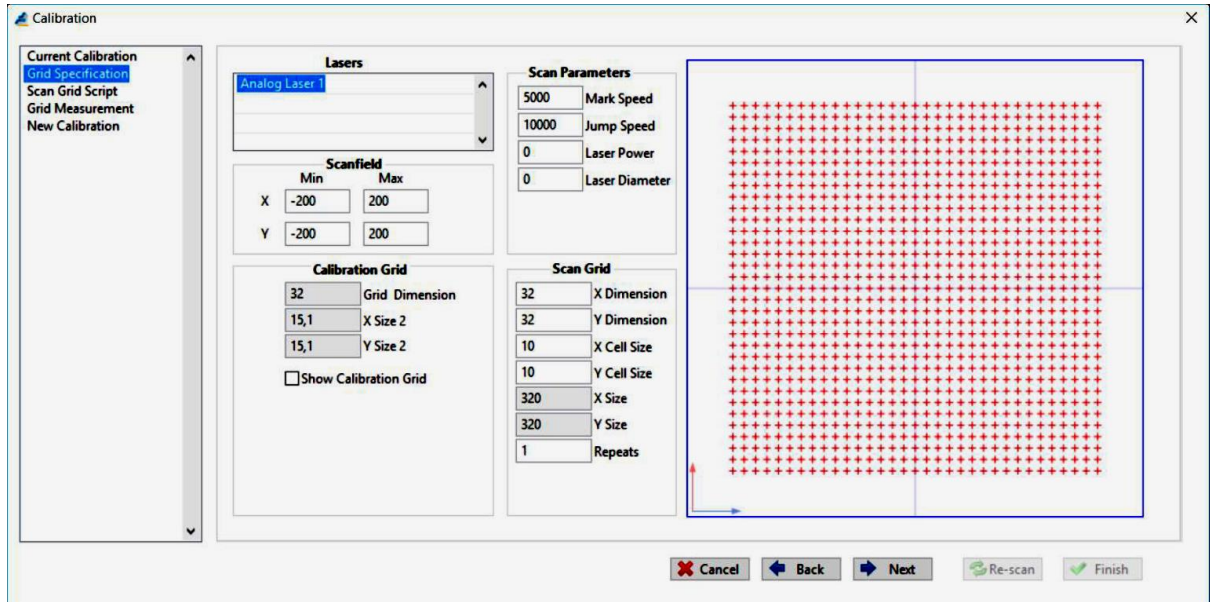 Calibration
Current Calibration
Grid Specification
Scan Grid Script
Grid Measurement
New Calibration
Lasers
Analog Laser 1
Scanfield
Min Max
X -200 200
Y -200 200
Calibration Grid
32 Grid Dimension
15,1 X Size 2
15,1 Y Size 2
Show Calibration Grid
Scan Parameters
5000 Mark Speed
10000 Jump Speed
0 Laser Power
0 Laser Diameter
Scan Grid
32 X Dimension
32 Y Dimension
10 X Cell Size
10 Y Cell Size
320 X Size
320 Y Size
1 Repeats
Cancel Back Next Re-scan Finish